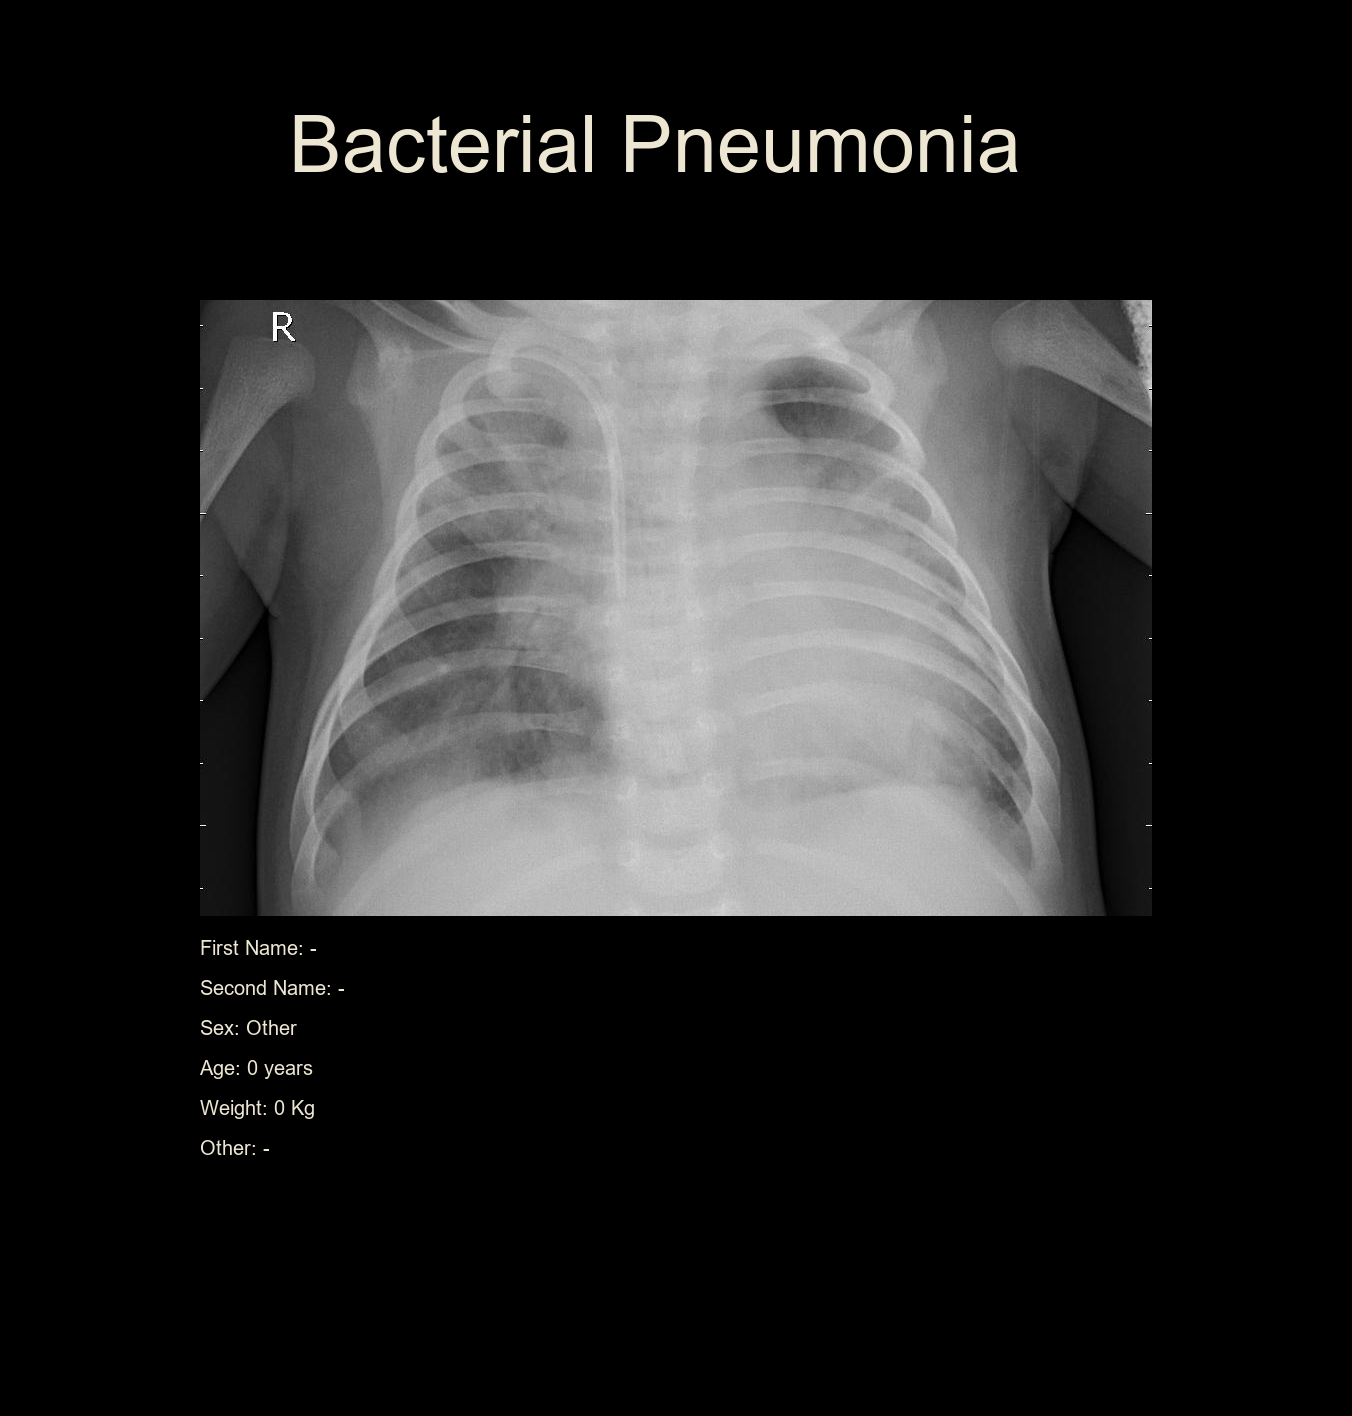 Bacterial Pneumonia
R
First Name: -
Second Name: -
Sex: Other
Age: 0 years
Weight: 0 Kg
Other: -